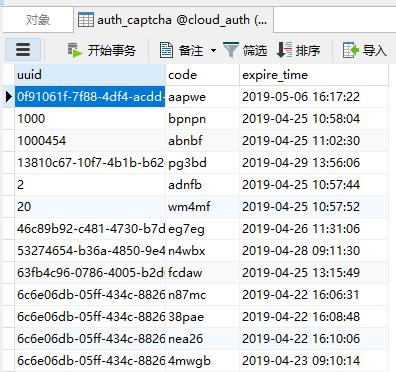 对象 auth_captcha @cloud_auth (...
开始事务 备注 筛选 排序 导入
uuid code expire_time
0f91061f-7f88-4df4-acdd- aapwe 2019-05-06 16:17:22
1000 bpnpn 2019-04-25 10:58:04
1000454 abnbf 2019-04-25 11:02:30
13810c67-10f7-4b1b-b62 pg3bd 2019-04-29 13:56:06
2 adnfb 2019-04-25 10:57:44
20 wm4mf 2019-04-25 10:57:52
46c89b92-c481-4730-b7d eg7eg 2019-04-26 11:31:06
53274654-b36a-4850-9e4 n4wbx 2019-04-28 09:11:30
63fb4c96-0786-4005-b2d fcdaw 2019-04-25 13:15:49
6c6e06db-05ff-434c-8826 n87mc 2019-04-22 16:06:31
6c6e06db-05ff-434c-8826 38pae 2019-04-22 16:08:48
6c6e06db-05ff-434c-8826 nea26 2019-04-22 16:10:06
6c6e06db-05ff-434c-8826 4mwgb 2019-04-23 09:10:14